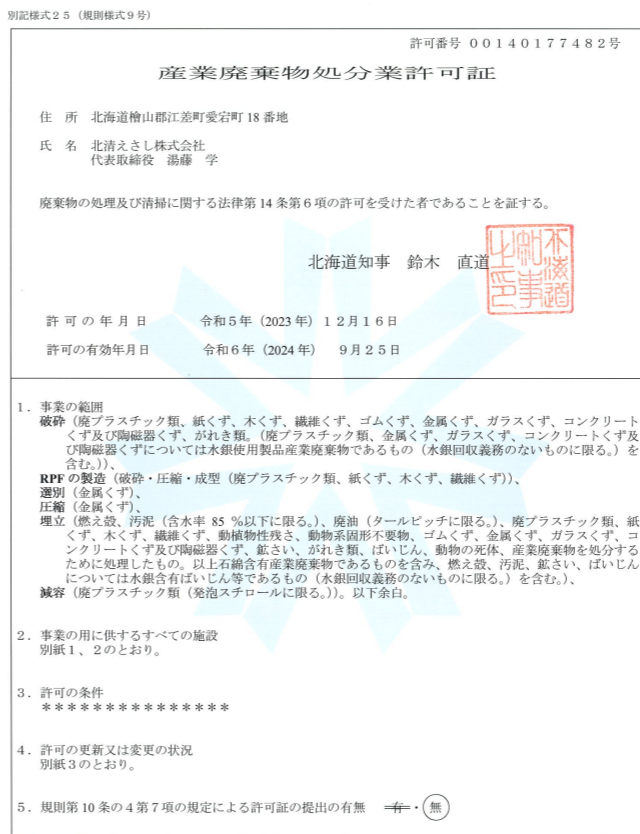 別記様式２５（規則様式９号）
許可番号 ００１４０１７７４８２号
産業廃棄物処分業許可証
住　所　北海道檜山郡江差町愛宕町 18 番地
氏　名　北清えさし株式会社
代表取締役　湯藤　学
廃棄物の処理及び清掃に関する法律第 14 条第６項の許可を受けた者であることを証する。
北海道知事　鈴木　直道
北海道知事之印
許 可 の 年 月 日　令和５年（2023 年）１２月１６日
許可の有効年月日　令和６年（2024 年）　９月２５日
１．事業の範囲
破砕（廃プラスチック類、紙くず、木くず、繊維くず、ゴムくず、金属くず、ガラスくず、コンクリート
くず及び陶磁器くず、がれき類。（廃プラスチック類、金属くず、ガラスくず、コンクリートくず及
び陶磁器くずについては水銀使用製品産業廃棄物であるもの（水銀回収義務のないものに限る。）を
含む。））、
RPF の製造（破砕・圧縮・成型（廃プラスチック類、紙くず、木くず、繊維くず））、
選別（金属くず）、
圧縮（金属くず）、
埋立（燃え殻、汚泥（含水率 85 ％以下に限る。）、廃油（タールピッチに限る。）、廃プラスチック類、紙
くず、木くず、繊維くず、動植物性残さ、動物系固形不要物、ゴムくず、金属くず、ガラスくず、コ
ンクリートくず及び陶磁器くず、鉱さい、がれき類、ばいじん、動物の死体、産業廃棄物を処分する
ために処理したもの。以上石綿含有産業廃棄物であるものを含み、燃え殻、汚泥、鉱さい、ばいじん
については水銀含有ばいじん等であるもの（水銀回収義務のないものに限る。）を含む。）、
減容（廃プラスチック類（発泡スチロールに限る。））。以下余白。
２．事業の用に供するすべての施設
別紙１、２のとおり。
３．許可の条件
＊＊＊＊＊＊＊＊＊＊＊＊＊＊＊
４．許可の更新又は変更の状況
別紙３のとおり。
５．規則第 10 条の４第７項の規定による許可証の提出の有無　有・無